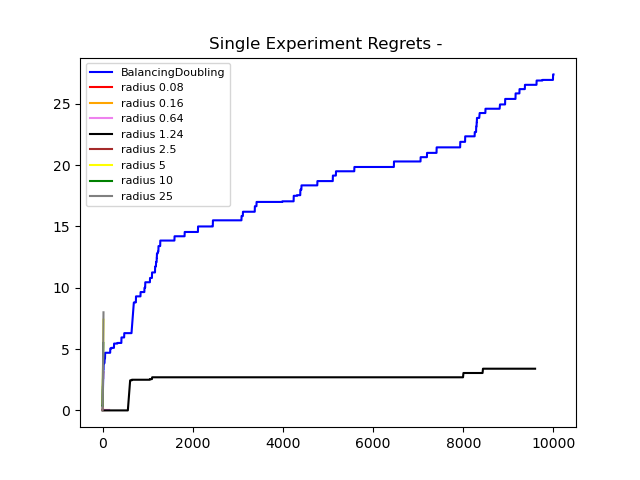 Single Experiment Regrets -
BalancingDoubling
radius 0.08
radius 0.16
radius 0.64
radius 1.24
radius 2.5
radius 5
radius 10
radius 25
25
20
15
10
5
0
0 2000 4000 6000 8000 10000